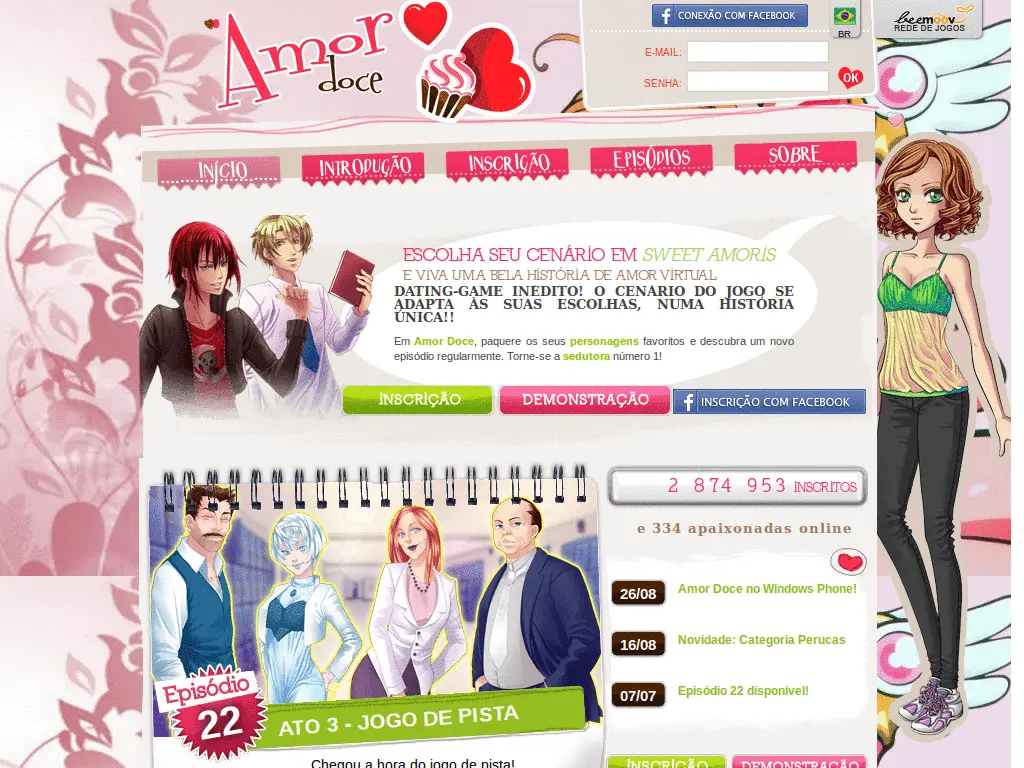 Amor
doce
CONEXÃO COM FACEBOOK
BR
beemoov
REDE DE JOGOS
E-MAIL:
SENHA:
OK
INÍCIO
INTRODUÇÃO
INSCRIÇÃO
EPISÓDIOS
SOBRE
ESCOLHA SEU CENÁRIO EM SWEET AMORIS
E VIVA UMA BELA HISTÓRIA DE AMOR VIRTUAL
DATING-GAME INEDITO! O CENARIO DO JOGO SE
ADAPTA ÀS SUAS ESCOLHAS, NUMA HISTÓRIA
ÚNICA!!
Em Amor Doce, paquere os seus personagens favoritos e descubra um novo
episódio regularmente. Torne-se a sedutora número 1!
INSCRIÇÃO
DEMONSTRAÇÃO
INSCRIÇÃO COM FACEBOOK
2 874 953 INSCRITOS
e 334 apaixonadas online
26/08 Amor Doce no Windows Phone!
16/08 Novidade: Categoria Perucas
07/07 Episódio 22 disponível!
Episódio
22
ATO 3 - JOGO DE PISTA
Chegou a hora do jogo de pista!
INSCRIÇÃO
DEMONSTRAÇÃO